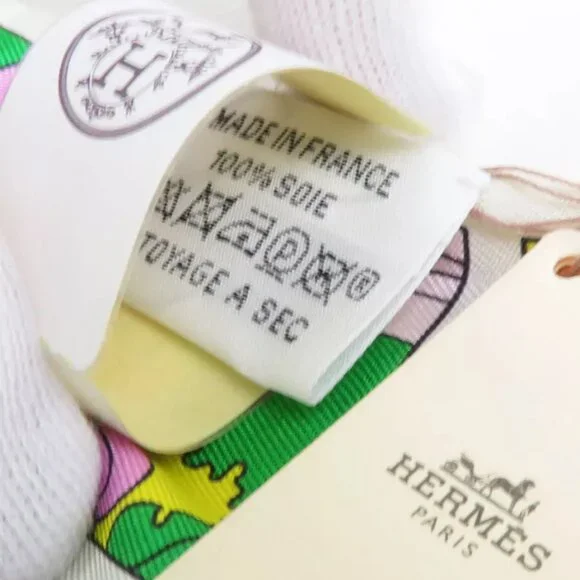 H
MADE IN FRANCE
100% SOIE
P ®
TOYAGE A SEC
HERMÈS
PARIS